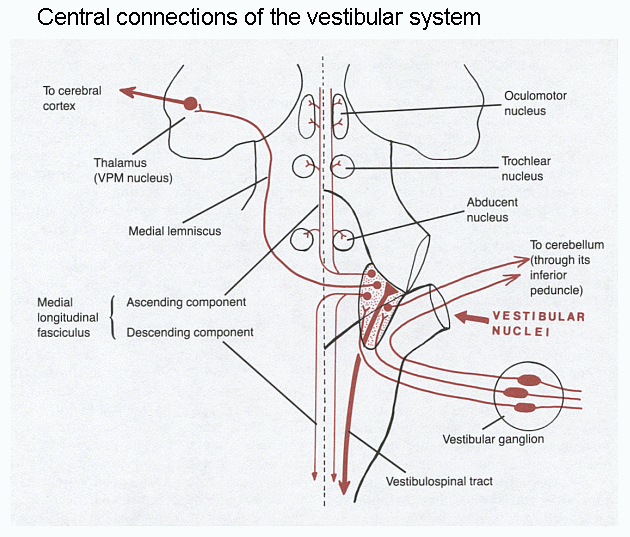 Central connections of the vestibular system
To cerebral
cortex
Oculomotor
nucleus
Thalamus
(VPM nucleus)
Trochlear
nucleus
Abducent
nucleus
Medial lemniscus
To cerebellum
(through its
inferior
peduncle)
Medial
longitudinal
fasciculus
Ascending component
Descending component
VESTIBULAR
NUCLEI
Vestibular ganglion
Vestibulospinal tract